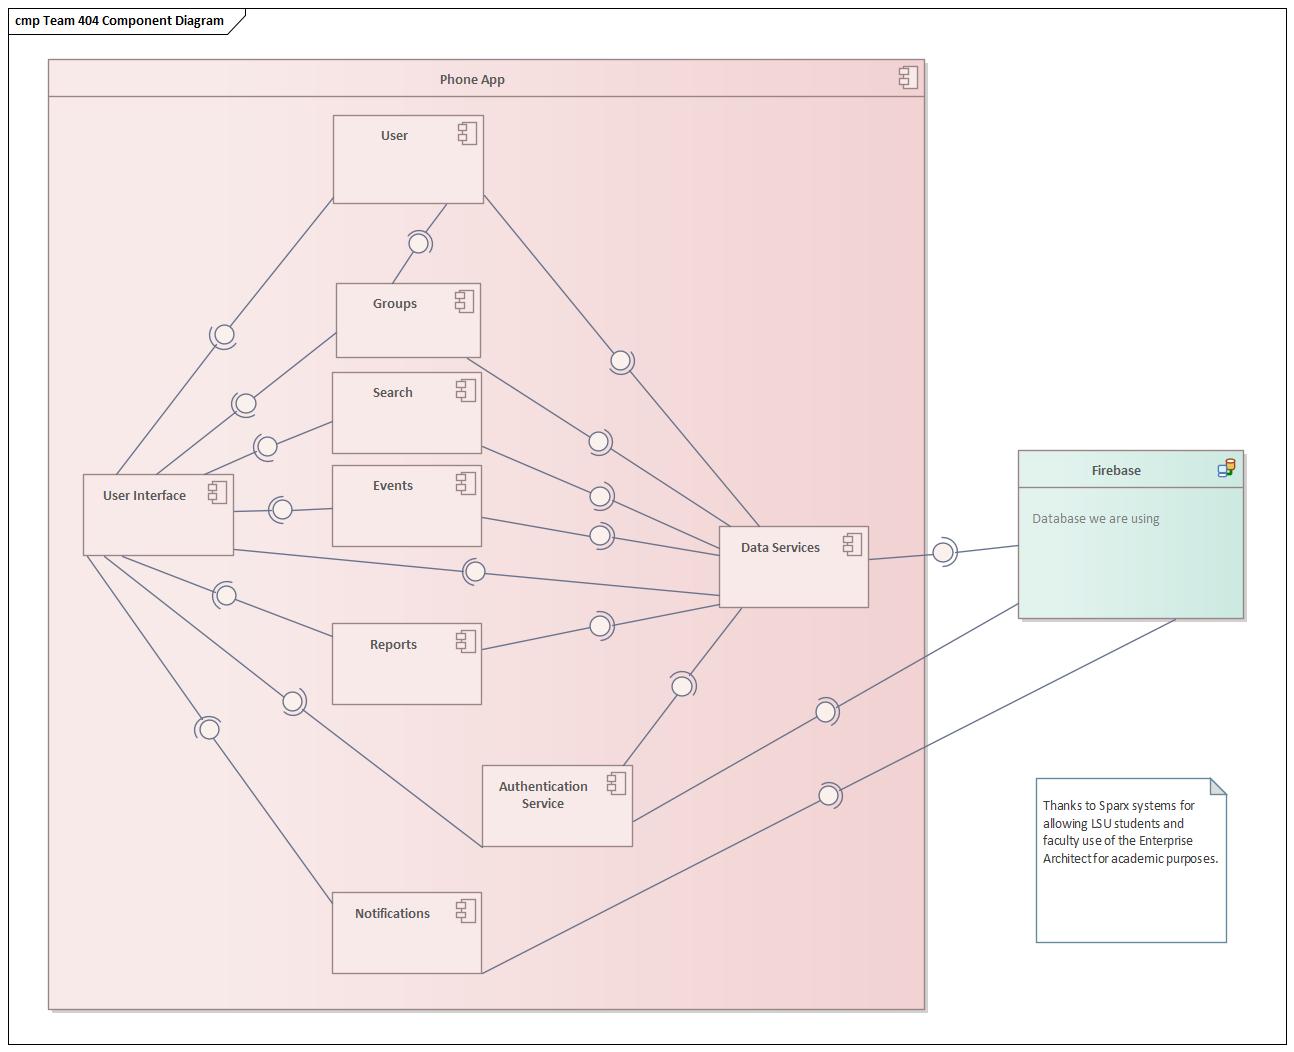 cmp Team 404 Component Diagram
Phone App
User
Groups
Search
User Interface
Events
Data Services
Firebase
Database we are using
Reports
Authentication
Service
Notifications
Thanks to Sparx systems for
allowing LSU students and
faculty use of the Enterprise
Architect for academic purposes.